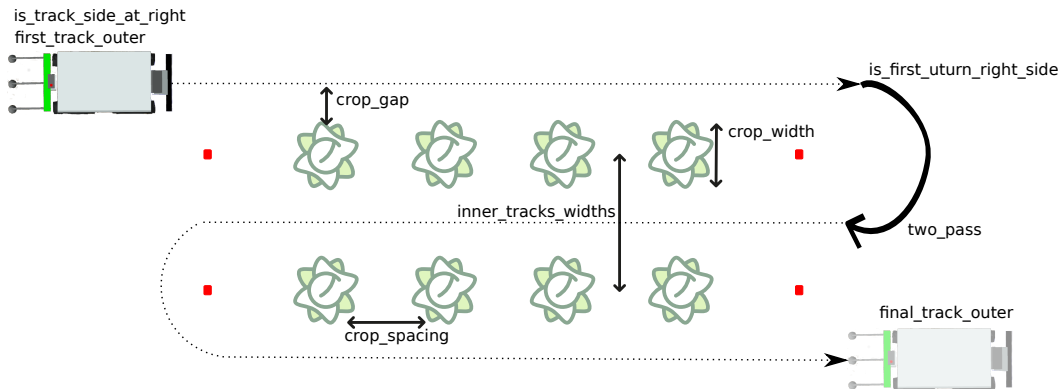 is_track_side_at_right
first_track_outer
is_first_uturn_right_side
crop_gap
crop_width
inner_tracks_widths
two_pass
final_track_outer
crop_spacing